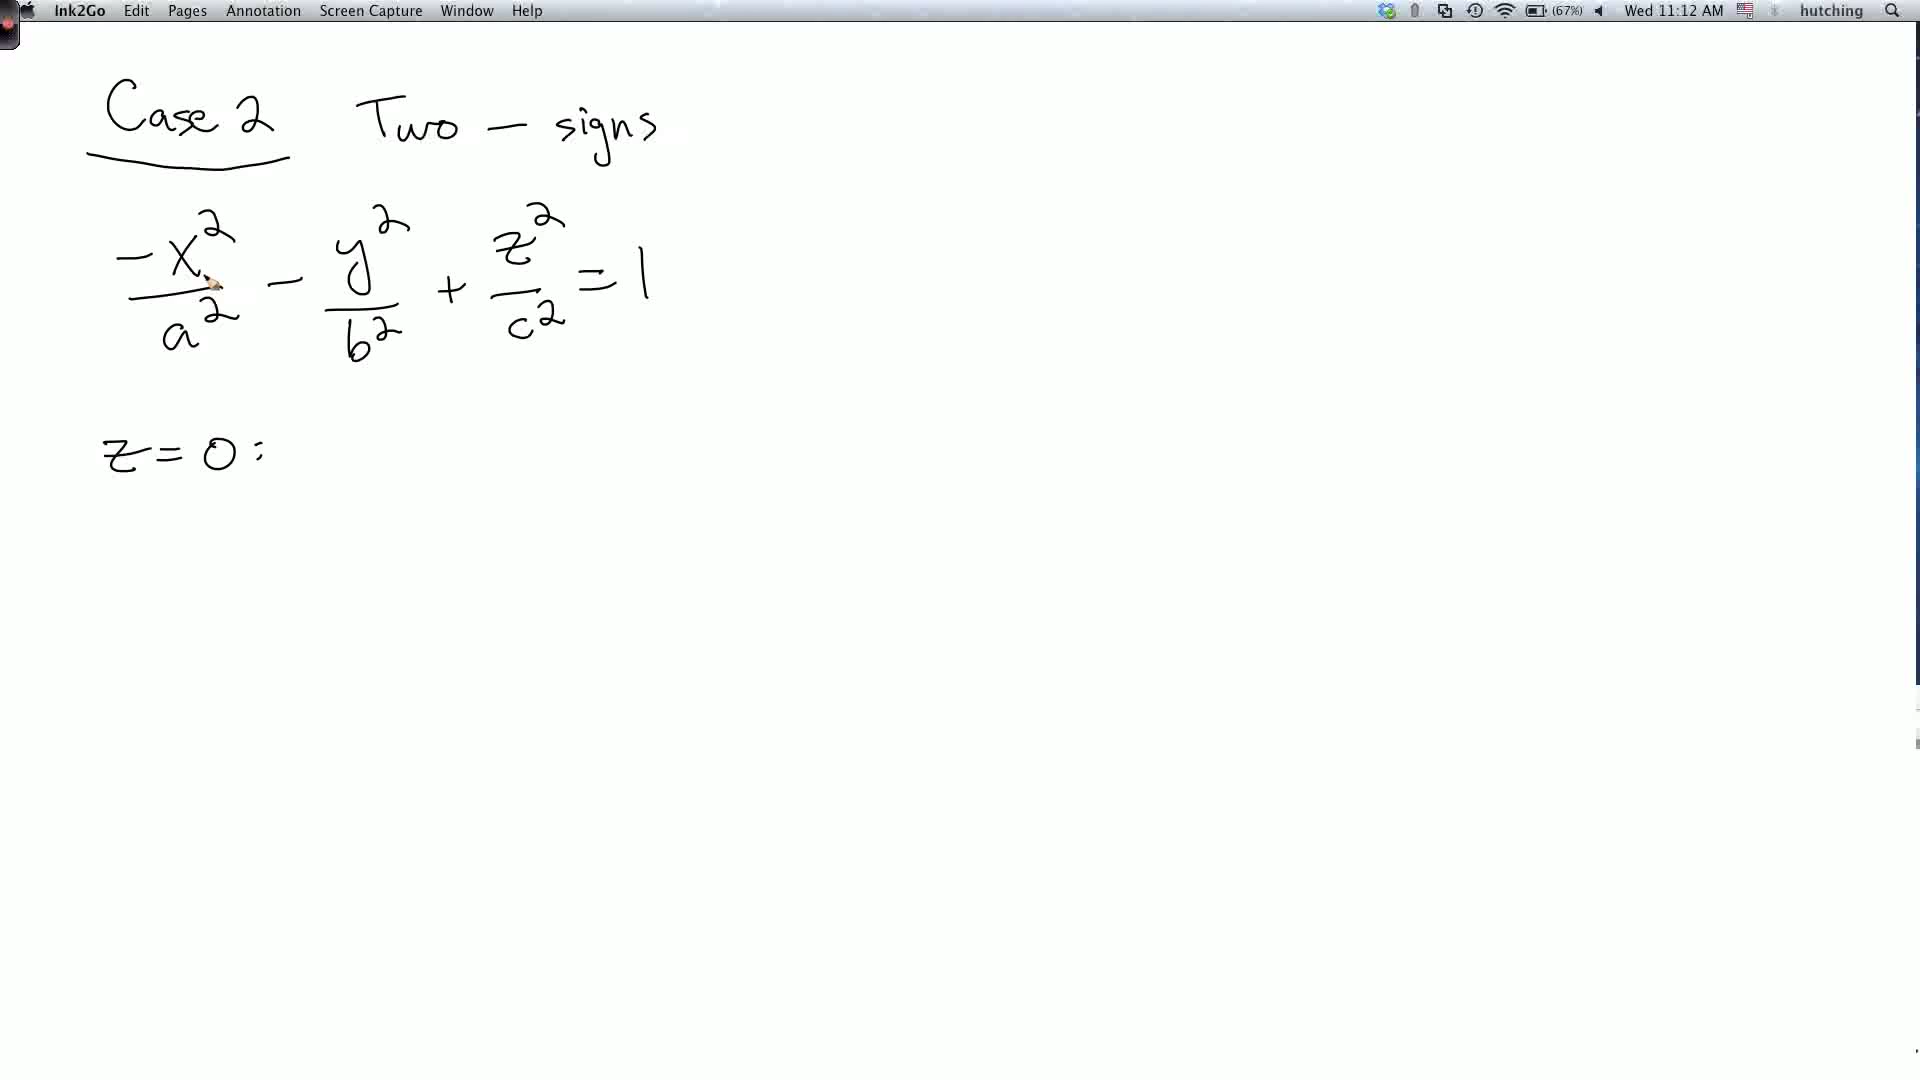 Ink2Go Edit Pages Annotation Screen Capture Window Help (67%) Wed 11:12 AM hutching
Case 2 Two - signs
-x²/a² - y²/b² + z²/c² = 1
z = 0 :